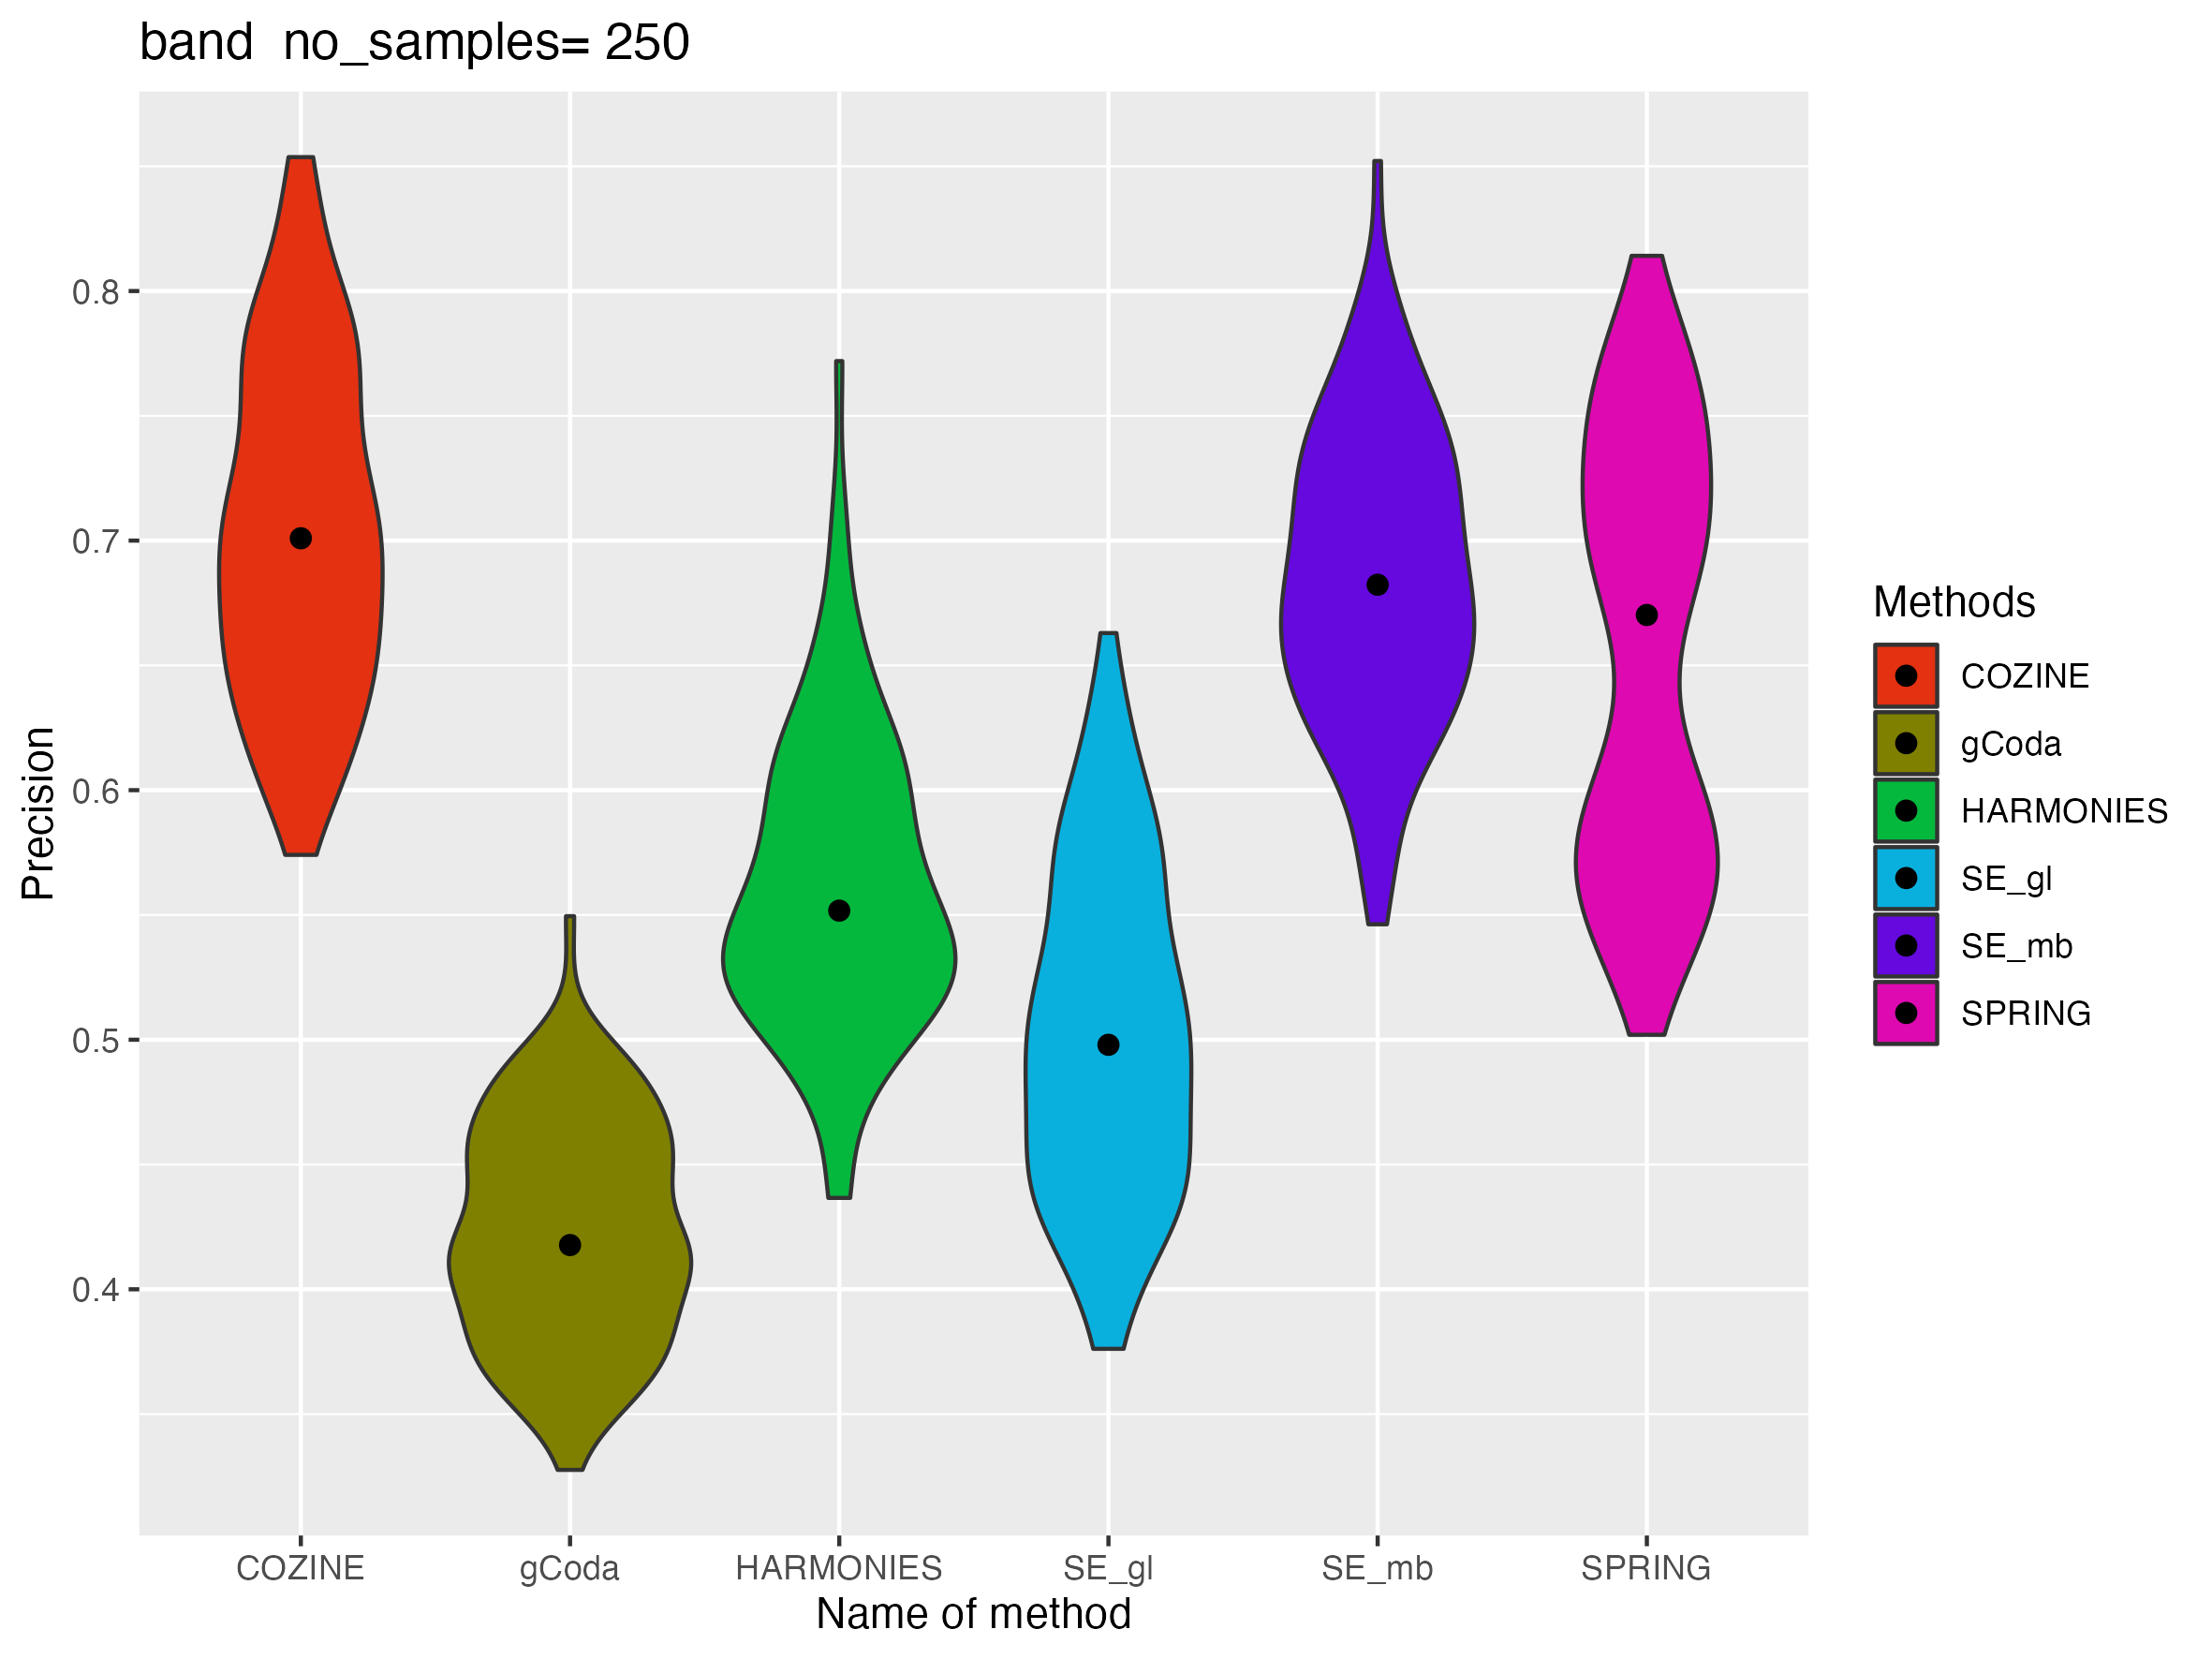 band  no_samples= 250
Precision
0.8
0.7
0.6
0.5
0.4
COZINE
gCoda
HARMONIES
SE_gl
SE_mb
SPRING
Name of method
Methods
COZINE
gCoda
HARMONIES
SE_gl
SE_mb
SPRING